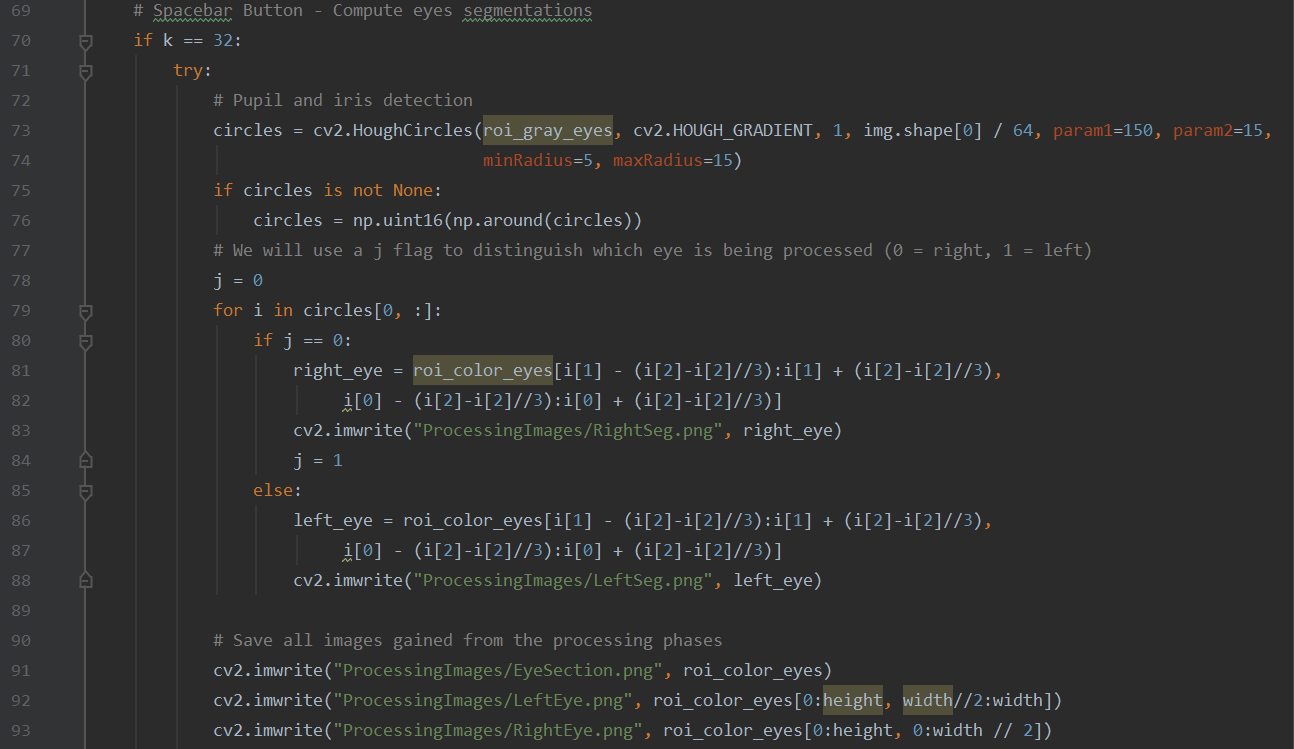 69 # Spacebar Button - Compute eyes segmentations
70 if k == 32:
71 try:
72 # Pupil and iris detection
73 circles = cv2.HoughCircles(roi_gray_eyes, cv2.HOUGH_GRADIENT, 1, img.shape[0] / 64, param1=150, param2=15,
74 minRadius=5, maxRadius=15)
75 if circles is not None:
76 circles = np.uint16(np.around(circles))
77 # We will use a j flag to distinguish which eye is being processed (0 = right, 1 = left)
78 j = 0
79 for i in circles[0, :]:
80 if j == 0:
81 right_eye = roi_color_eyes[i[1] - (i[2]-i[2]//3):i[1] + (i[2]-i[2]//3),
82 i[0] - (i[2]-i[2]//3):i[0] + (i[2]-i[2]//3)]
83 cv2.imwrite("ProcessingImages/RightSeg.png", right_eye)
84 j = 1
85 else:
86 left_eye = roi_color_eyes[i[1] - (i[2]-i[2]//3):i[1] + (i[2]-i[2]//3),
87 i[0] - (i[2]-i[2]//3):i[0] + (i[2]-i[2]//3)]
88 cv2.imwrite("ProcessingImages/LeftSeg.png", left_eye)
89
90 # Save all images gained from the processing phases
91 cv2.imwrite("ProcessingImages/EyeSection.png", roi_color_eyes)
92 cv2.imwrite("ProcessingImages/LeftEye.png", roi_color_eyes[0:height, width//2:width])
93 cv2.imwrite("ProcessingImages/RightEye.png", roi_color_eyes[0:height, 0:width // 2])